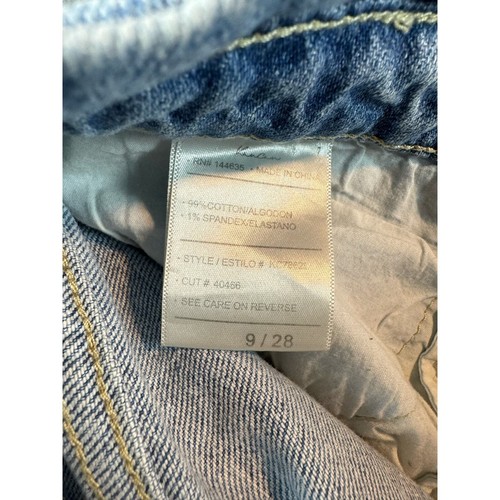 · RN# 144635 · MADE IN CHINA
· 99%COTTON/ALGODON
· 1% SPANDEX/ELASTANO
· STYLE / ESTILO #
· CUT # 40466
· SEE CARE ON REVERSE
9 / 28